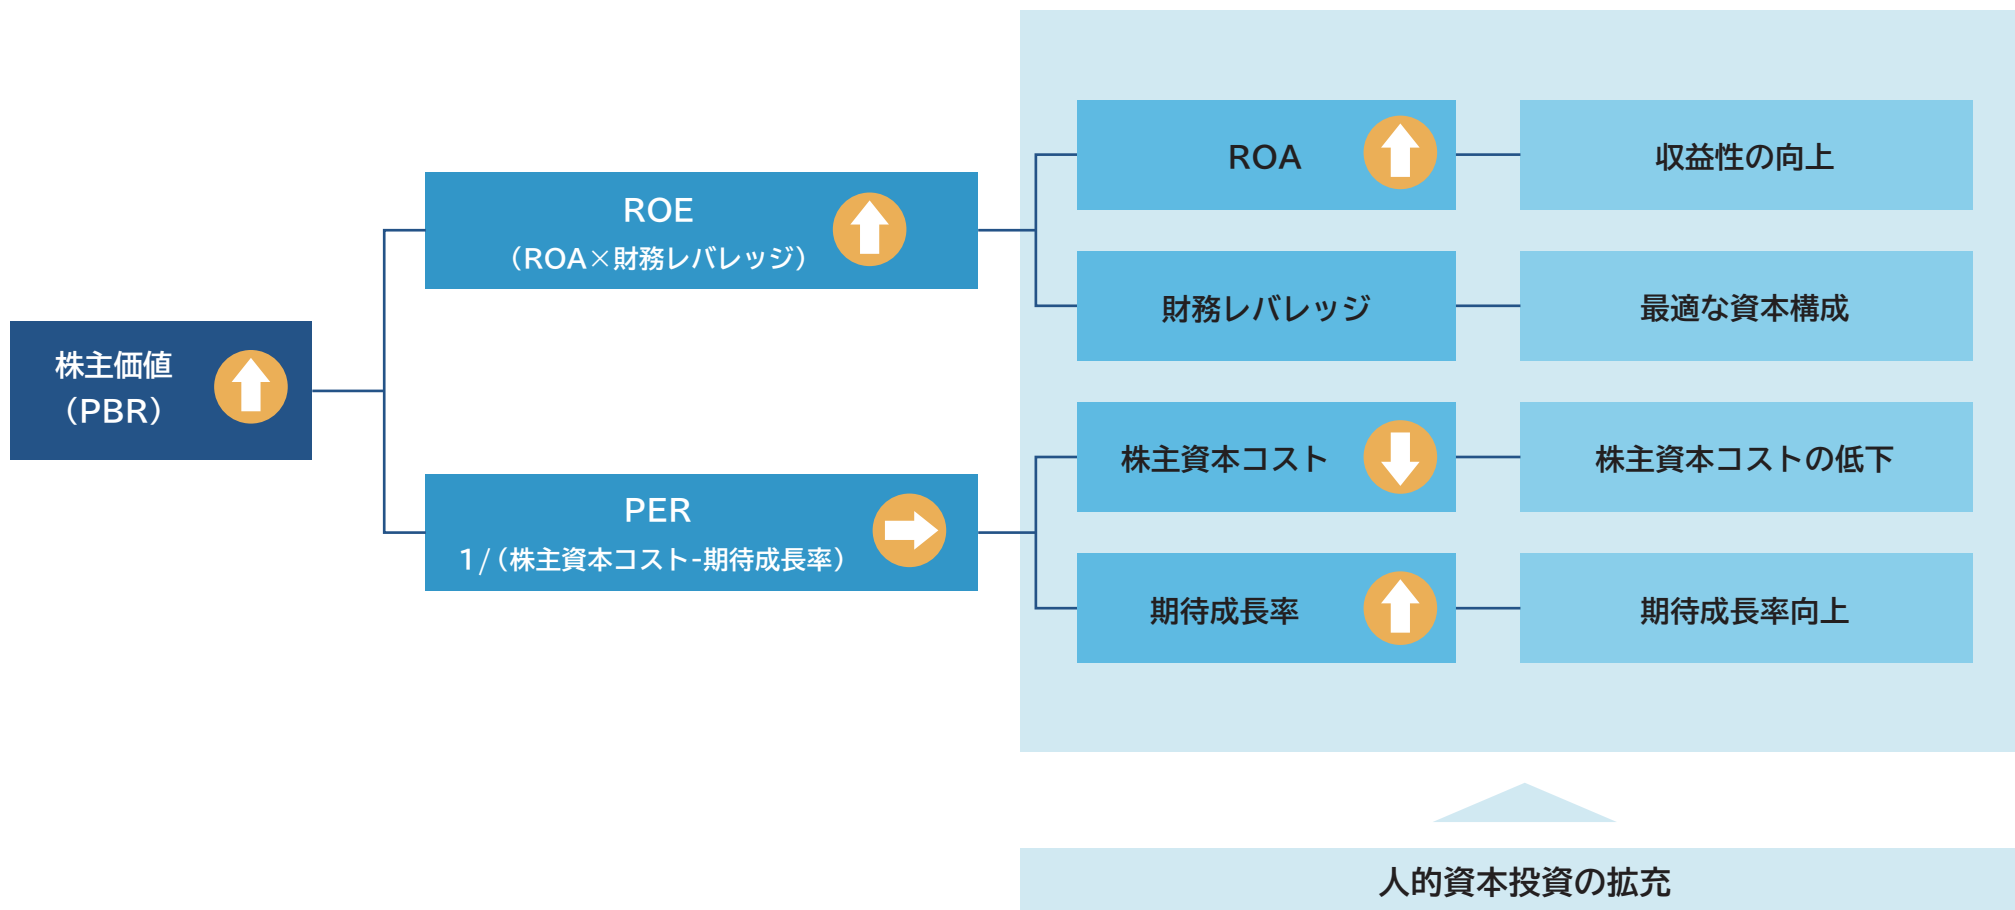 株主価値
（PBR）
ROE
（ROA×財務レバレッジ）
PER
1/（株主資本コスト-期待成長率）
ROA
収益性の向上
財務レバレッジ
最適な資本構成
株主資本コスト
株主資本コストの低下
期待成長率
期待成長率向上
人的資本投資の拡充